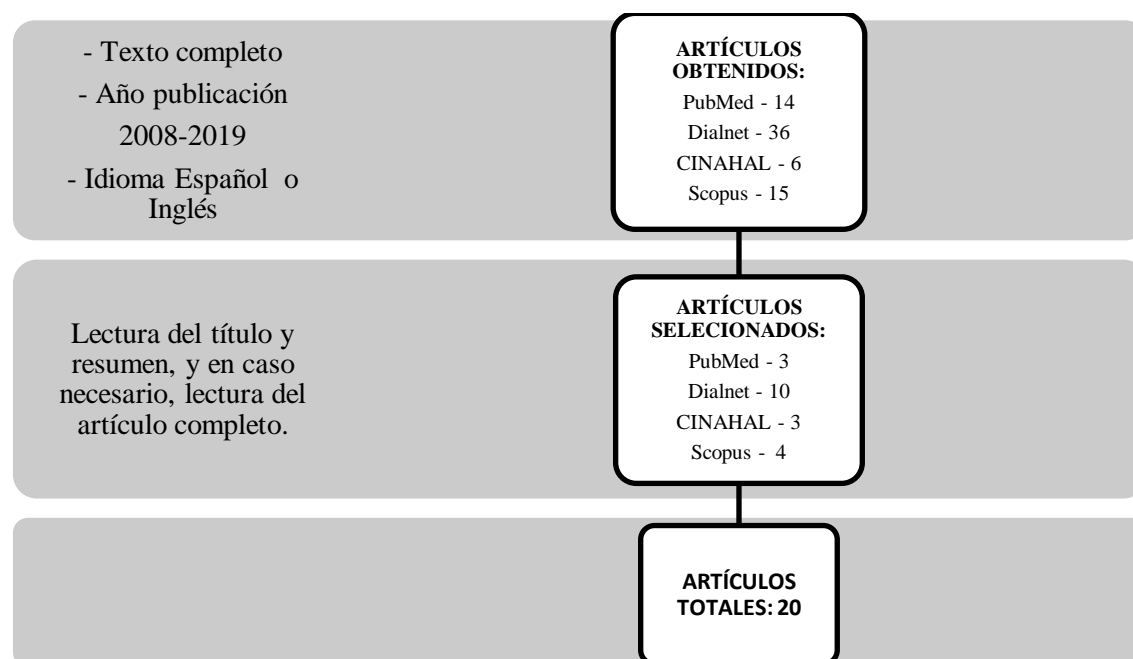 - Texto completo
- Año publicación
2008-2019
- Idioma Español o
Inglés
ARTÍCULOS
OBTENIDOS:
PubMed - 14
Dialnet - 36
CINAHAL - 6
Scopus - 15
Lectura del título y
resumen, y en caso
necesario, lectura del
artículo completo.
ARTÍCULOS
SELECIONADOS:
PubMed - 3
Dialnet - 10
CINAHAL - 3
Scopus - 4
ARTÍCULOS
TOTALES: 20